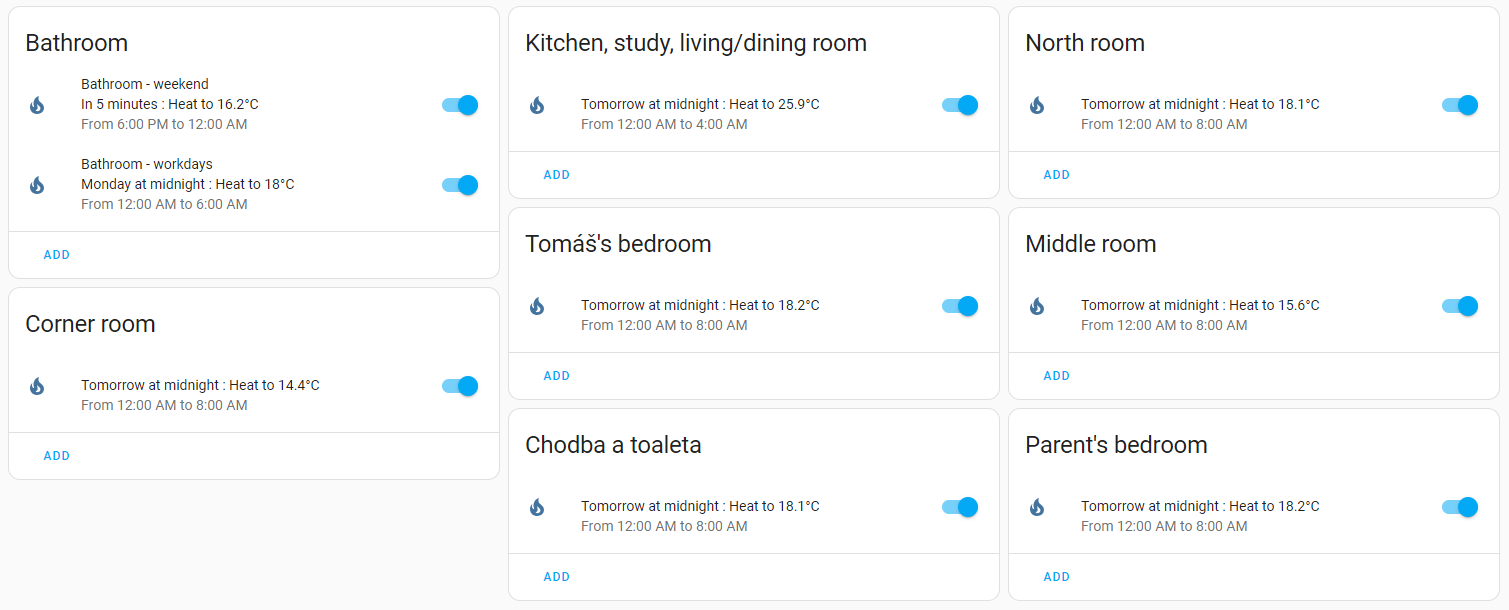 Bathroom
Bathroom - weekend
In 5 minutes : Heat to 16.2°C
From 6:00 PM to 12:00 AM
Bathroom - workdays
Monday at midnight : Heat to 18°C
From 12:00 AM to 6:00 AM
ADD
Corner room
Tomorrow at midnight : Heat to 14.4°C
From 12:00 AM to 8:00 AM
ADD
Kitchen, study, living/dining room
Tomorrow at midnight : Heat to 25.9°C
From 12:00 AM to 4:00 AM
ADD
Tomáš's bedroom
Tomorrow at midnight : Heat to 18.2°C
From 12:00 AM to 8:00 AM
ADD
Chodba a toaleta
Tomorrow at midnight : Heat to 18.1°C
From 12:00 AM to 8:00 AM
ADD
North room
Tomorrow at midnight : Heat to 18.1°C
From 12:00 AM to 8:00 AM
ADD
Middle room
Tomorrow at midnight : Heat to 15.6°C
From 12:00 AM to 8:00 AM
ADD
Parent's bedroom
Tomorrow at midnight : Heat to 18.2°C
From 12:00 AM to 8:00 AM
ADD